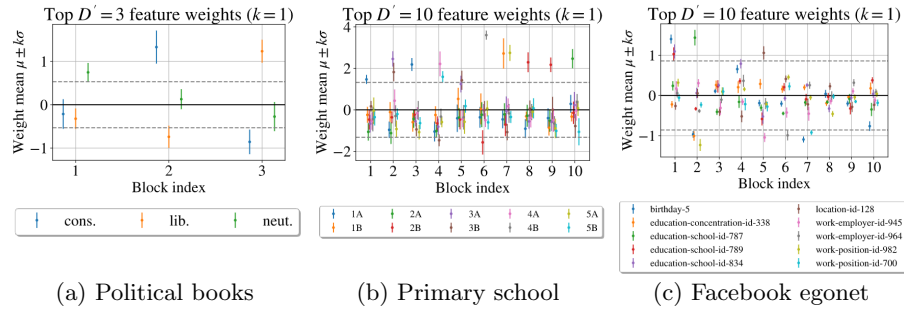 Top D′ = 3 feature weights (k = 1)
Weight mean μ ± kσ
1
0
−1
1
2
3
Block index
cons.
lib.
neut.
(a) Political books
Top D′ = 10 feature weights (k = 1)
Weight mean μ ± kσ
4
2
0
−2
1 2 3 4 5 6 7 8 9 10
Block index
1A 2A 3A 4A 5A
1B 2B 3B 4B 5B
(b) Primary school
Top D′ = 10 feature weights (k = 1)
Weight mean μ ± kσ
1
0
−1
1 2 3 4 5 6 7 8 9 10
Block index
birthday-5
education-concentration-id-338
education-school-id-787
education-school-id-789
education-school-id-834
location-id-128
work-employer-id-945
work-employer-id-964
work-position-id-982
work-position-id-700
(c) Facebook egonet